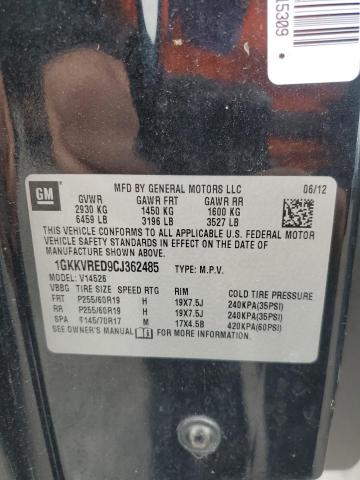 15309
GM
MFD BY GENERAL MOTORS LLC 06/12
GVWR GAWR FRT GAWR RR
2930 KG 1450 KG 1600 KG
6459 LB 3196 LB 3527 LB
THIS VEHICLE CONFORMS TO ALL APPLICABLE U.S. FEDERAL MOTOR
VEHICLE SAFETY STANDARDS IN EFFECT ON THE DATE OF
MANUFACTURE SHOWN ABOVE.
1GKKVRED9CJ362485 TYPE: M.P.V.
MODEL: V14526
VBBG TIRE SIZE SPEED RTG RIM COLD TIRE PRESSURE
FRT P255/60R19 H 19X7.5J 240KPA(35PSI)
RR P255/60R19 H 19X7.5J 240KPA(35PSI)
SPA T145/70R17 M 17X4.5B 420KPA(60PSI)
SEE OWNER'S MANUAL FOR MORE INFORMATION.